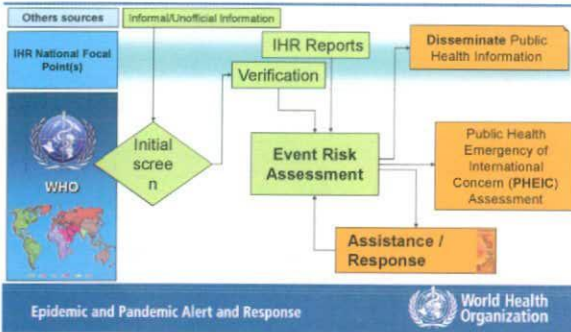 Others sources
Informal/Unofficial Information
IHR National Focal
Point(s)
IHR Reports
Verification
Disseminate Public
Health Information
Initial
scree
n
WHO
Event Risk
Assessment
Public Health
Emergency of
International
Concern (PHEIC)
Assessment
Assistance /
Response
Epidemic and Pandemic Alert and Response
World Health
Organization